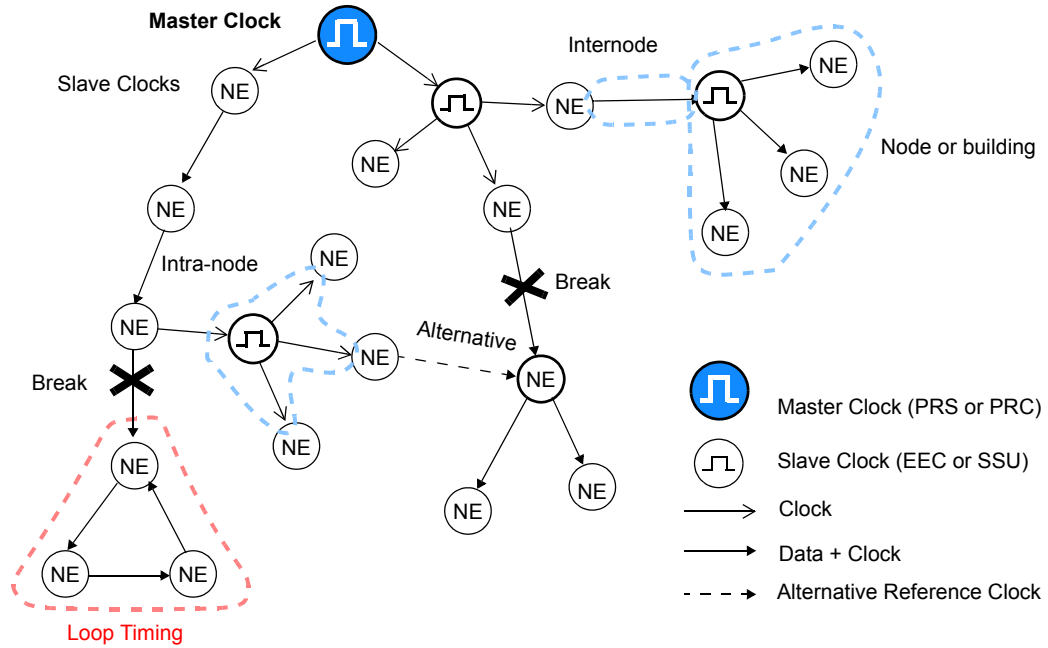 Master Clock
Internode
Slave Clocks
NE
NE
NE
NE
Node or building
NE
NE
NE
NE
NE
Intra-node
NE
Break
NE
Alternative
NE
Break
NE
NE
Master Clock (PRS or PRC)
NE
NE
Slave Clock (EEC or SSU)
NE
NE
Clock
Data + Clock
NE
NE
Alternative Reference Clock
Loop Timing